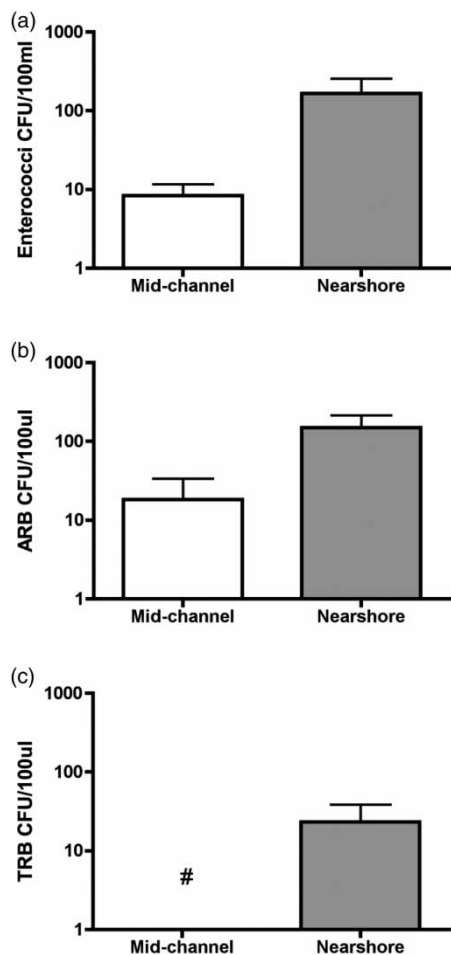 (a)
Enterococci CFU/100ml
1000
100
10
1
Mid-channel Nearshore
(b)
ARB CFU/100ul
1000
100
10
1
Mid-channel Nearshore
(c)
TRB CFU/100ul
1000
100
10
#
1
Mid-channel Nearshore